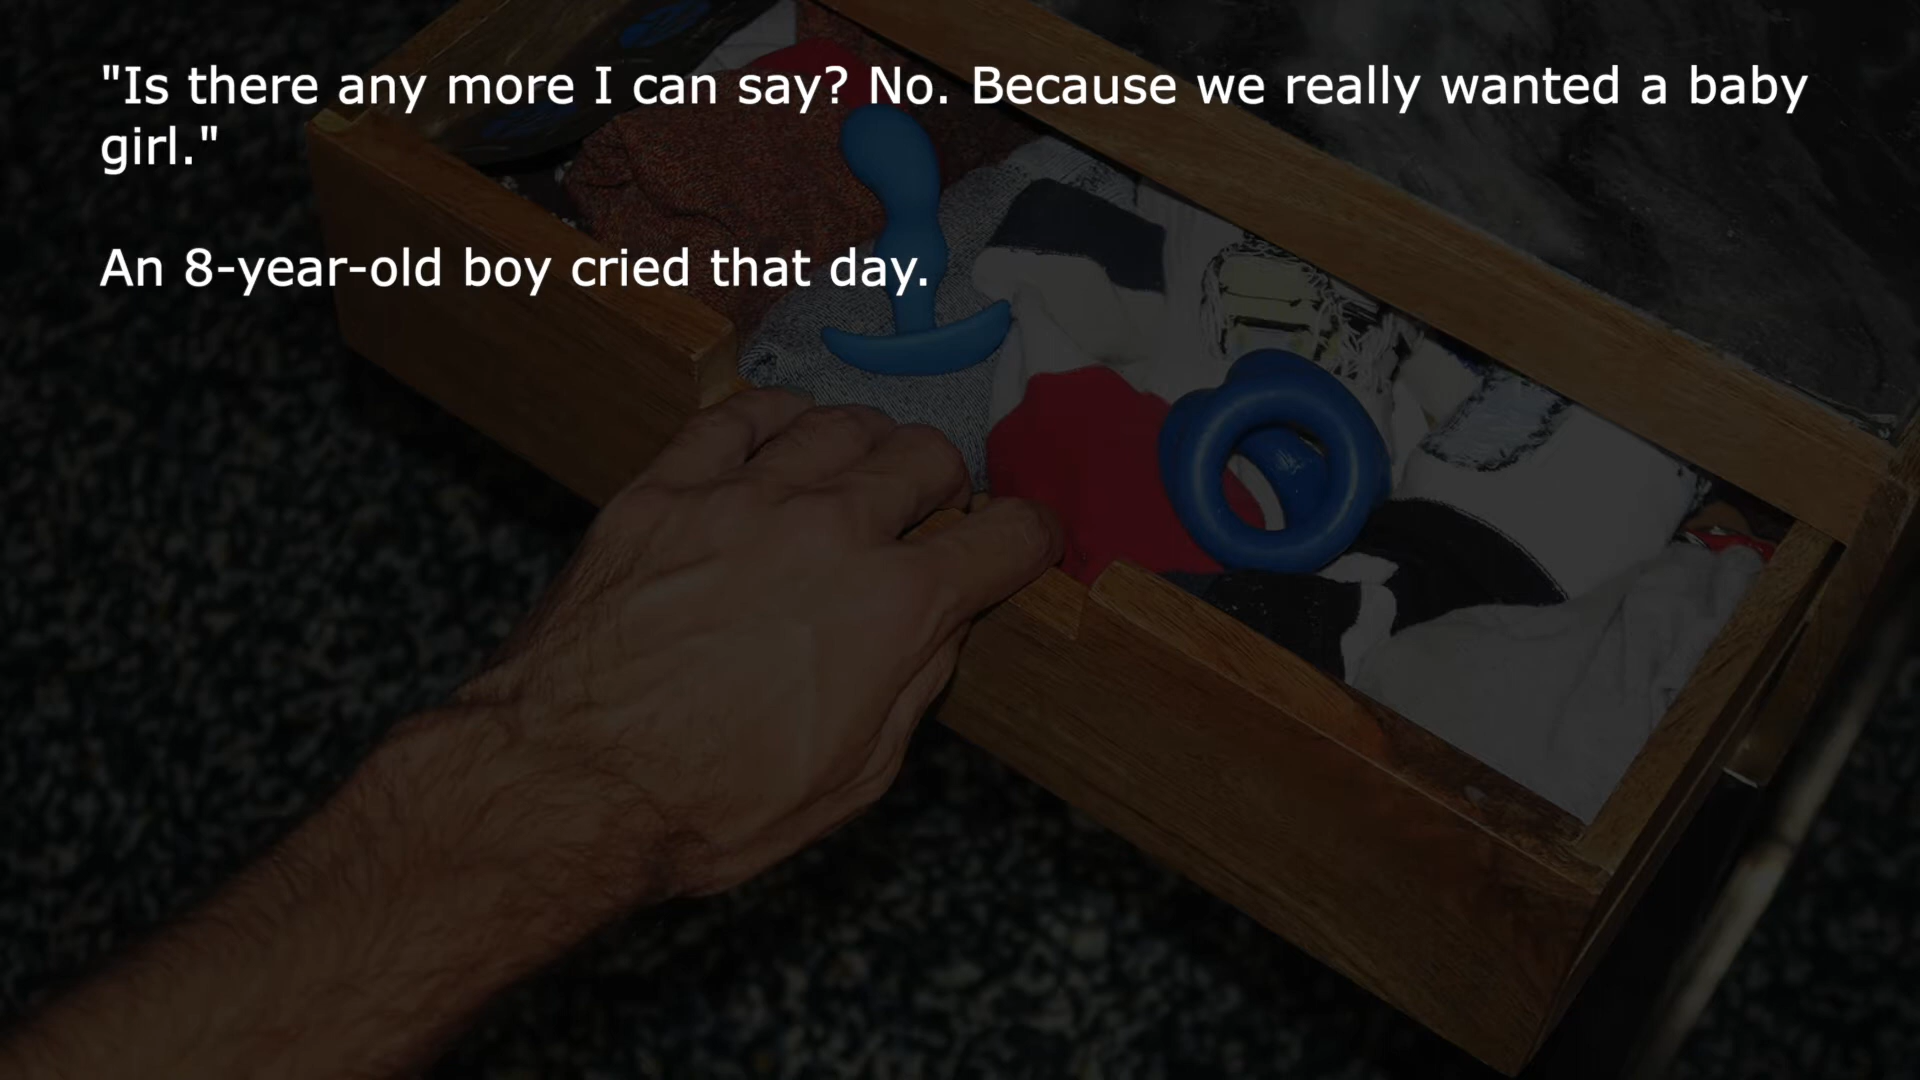 "Is there any more I can say? No. Because we really wanted a baby
girl."
An 8-year-old boy cried that day.